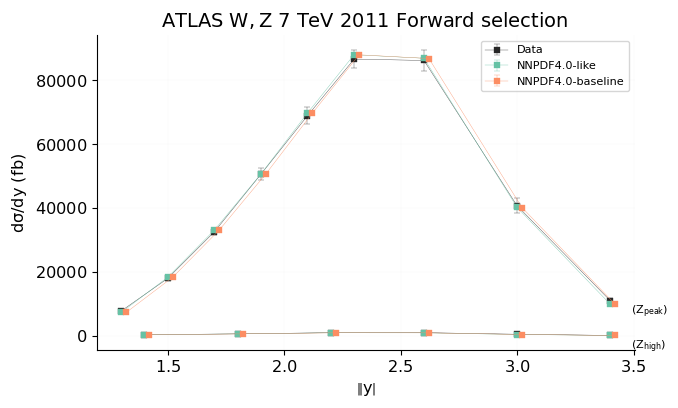 ATLAS W, Z 7 TeV 2011 Forward selection
Data
NNPDF4.0-like
NNPDF4.0-baseline
dσ/dy (fb)
80000
60000
40000
20000
0
(Z_peak)
(Z_high)
1.5 2.0 2.5 3.0 3.5
‖y|